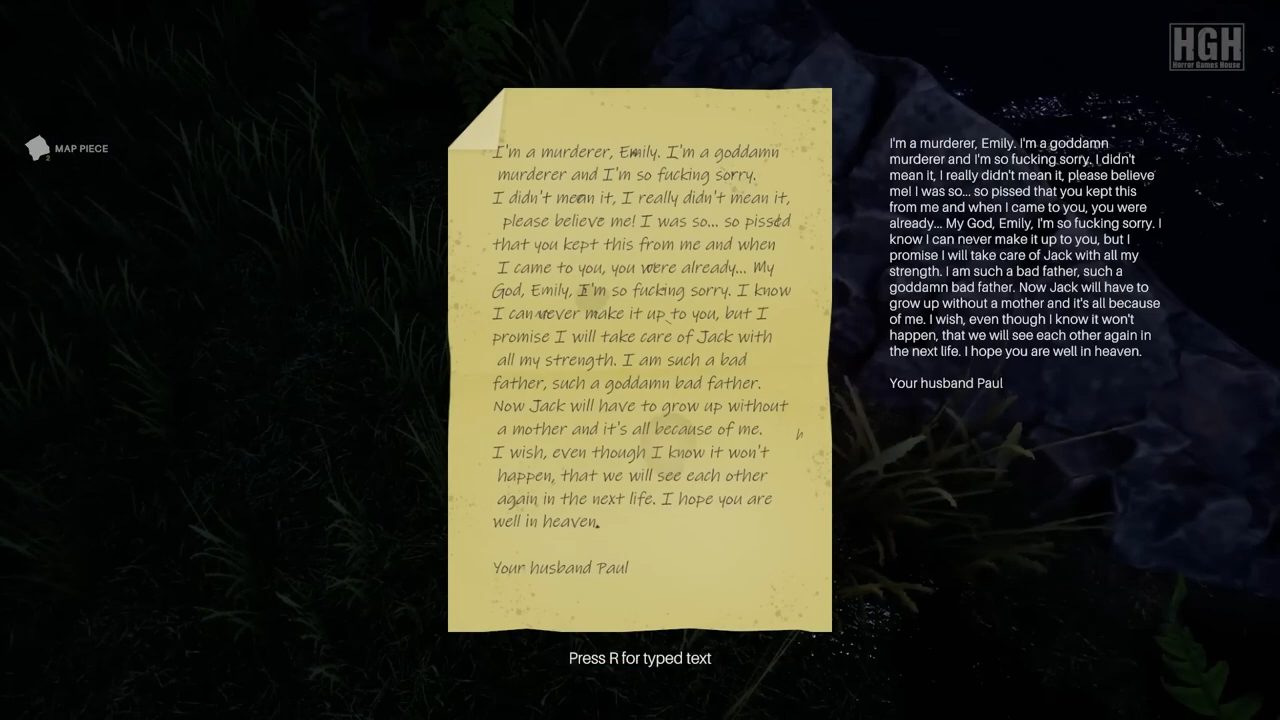 HGH
Horror Games House
2
MAP PIECE
I'm a murderer, Emily. I'm a goddamn
murderer and I'm so fucking sorry.
I didn't mean it, I really didn't mean it,
please believe me! I was so... so pissed
that you kept this from me and when
I came to you, you were already... My
God, Emily, I'm so fucking sorry. I know
I can never make it up to you, but I
promise I will take care of Jack with
all my strength. I am such a bad
father, such a goddamn bad father.
Now Jack will have to grow up without
a mother and it's all because of me.
I wish, even though I know it won't
happen, that we will see each other
again in the next life. I hope you are
well in heaven.
Your husband Paul
I'm a murderer, Emily. I'm a goddamn
murderer and I'm so fucking sorry. I didn't
mean it, I really didn't mean it, please believe
me! I was so... so pissed that you kept this
from me and when I came to you, you were
already... My God, Emily, I'm so fucking sorry. I
know I can never make it up to you, but I
promise I will take care of Jack with all my
strength. I am such a bad father, such a
goddamn bad father. Now Jack will have to
grow up without a mother and it's all because
of me. I wish, even though I know it won't
happen, that we will see each other again in
the next life. I hope you are well in heaven.
Your husband Paul
Press R for typed text